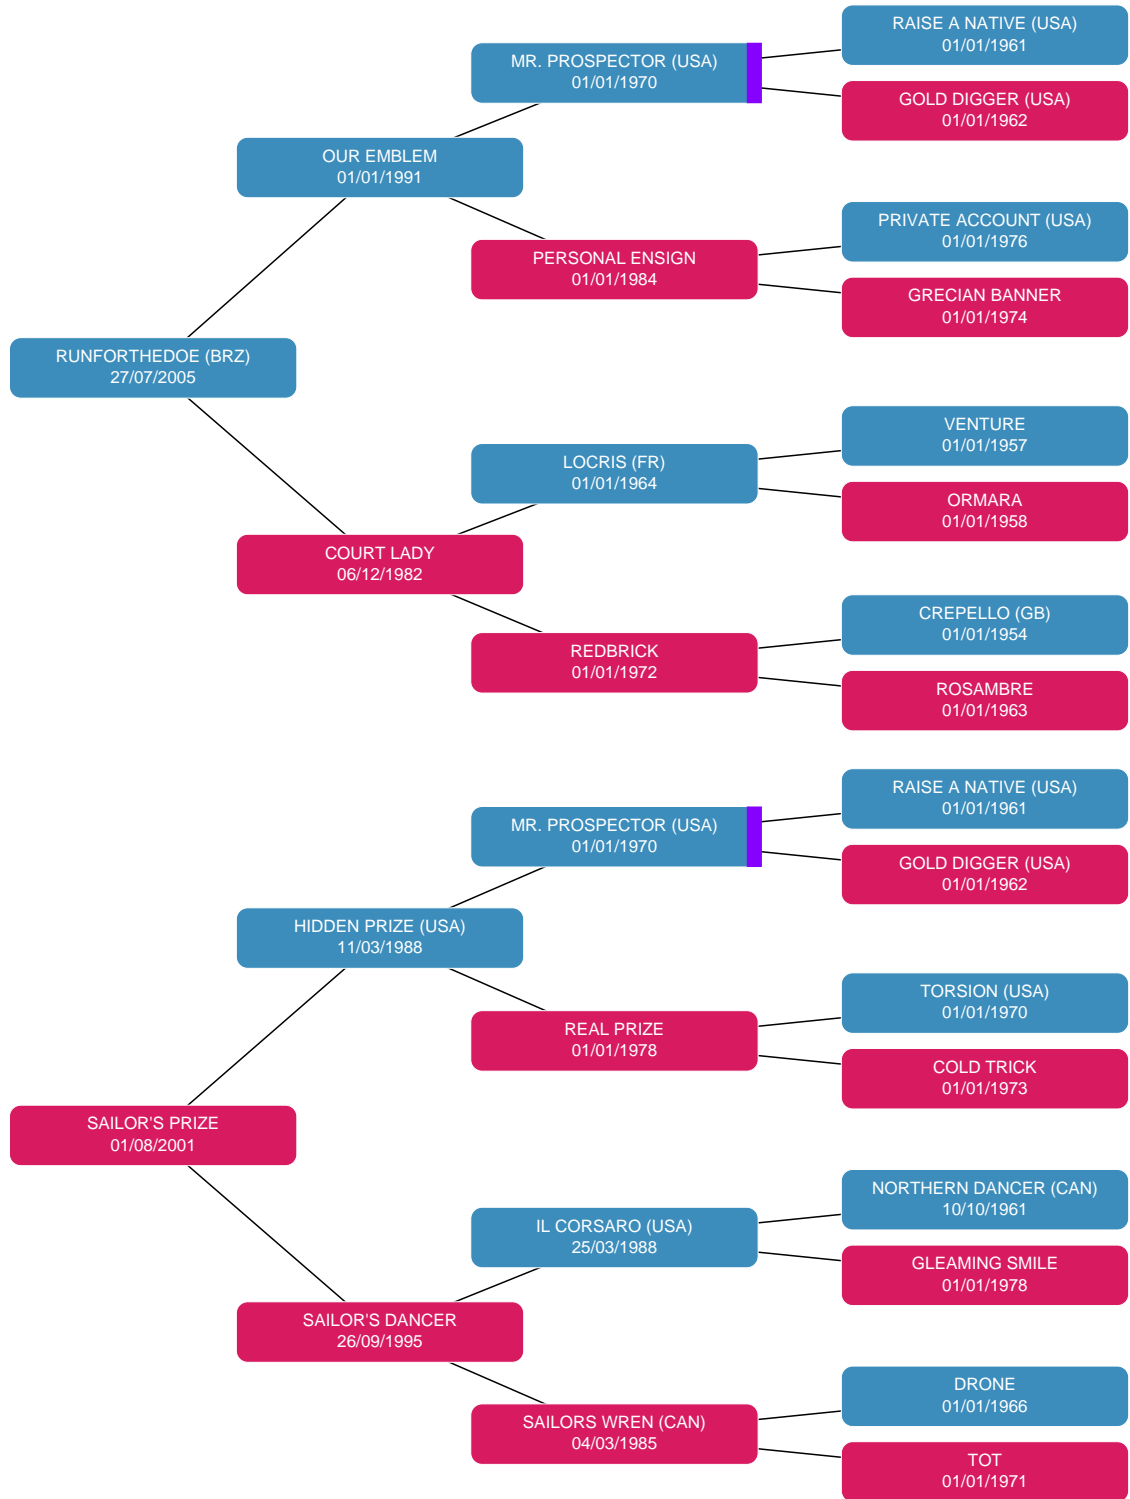 RAISE A NATIVE (USA)
01/01/1961
MR. PROSPECTOR (USA)
01/01/1970
GOLD DIGGER (USA)
01/01/1962
OUR EMBLEM
01/01/1991
PRIVATE ACCOUNT (USA)
01/01/1976
PERSONAL ENSIGN
01/01/1984
GRECIAN BANNER
01/01/1974
RUNFORTHEDOE (BRZ)
27/07/2005
VENTURE
01/01/1957
LOCRIS (FR)
01/01/1964
ORMARA
01/01/1958
COURT LADY
06/12/1982
CREPELLO (GB)
01/01/1954
REDBRICK
01/01/1972
ROSAMBRE
01/01/1963
RAISE A NATIVE (USA)
01/01/1961
MR. PROSPECTOR (USA)
01/01/1970
GOLD DIGGER (USA)
01/01/1962
HIDDEN PRIZE (USA)
11/03/1988
TORSION (USA)
01/01/1970
REAL PRIZE
01/01/1978
COLD TRICK
01/01/1973
SAILOR'S PRIZE
01/08/2001
NORTHERN DANCER (CAN)
10/10/1961
IL CORSARO (USA)
25/03/1988
GLEAMING SMILE
01/01/1978
SAILOR'S DANCER
26/09/1995
DRONE
01/01/1966
SAILORS WREN (CAN)
04/03/1985
TOT
01/01/1971